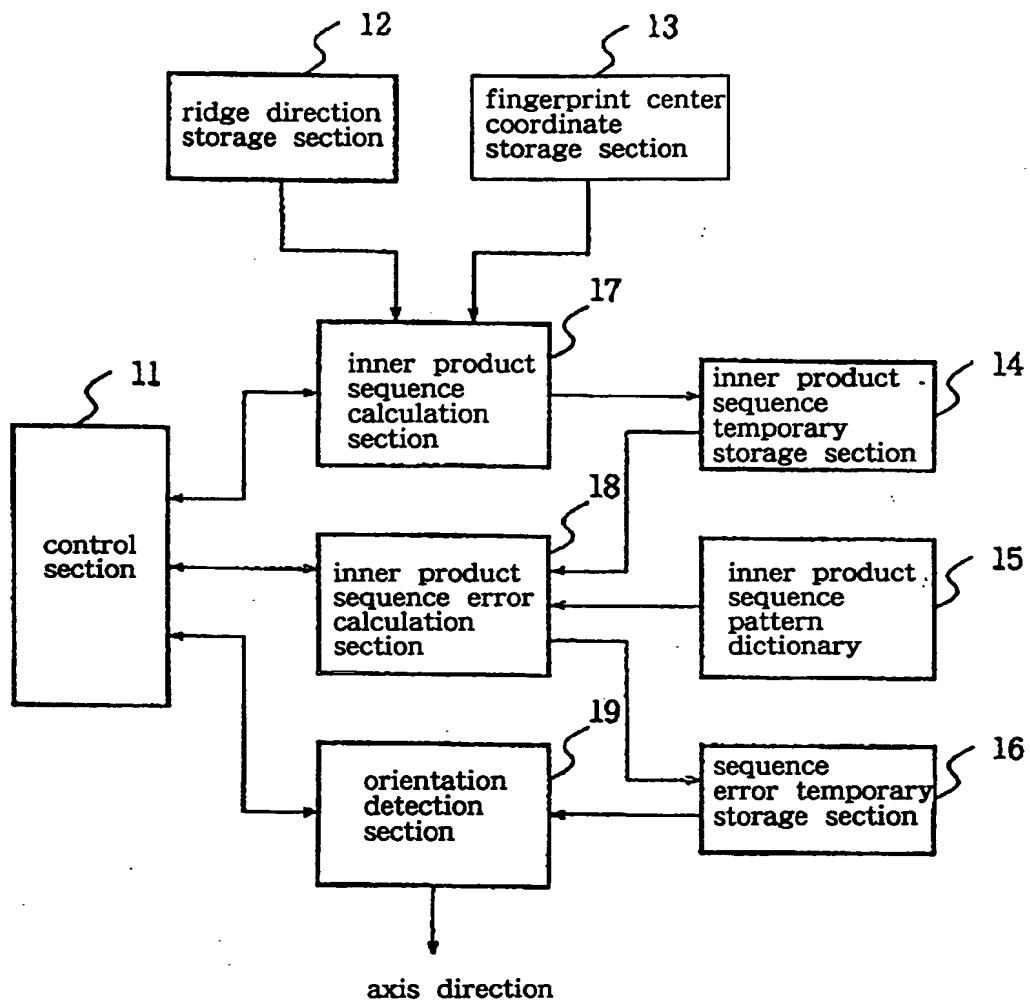 12
13
ridge direction
storage section
fingerprint center
coordinate
storage section
17
inner product
sequence
calculation
section
11
14
inner product
sequence
temporary
storage section
18
control
section
inner product
sequence error
calculation
section
15
inner product
sequence
pattern
dictionary
19
16
orientation
detection
section
sequence
error temporary
storage section
axis direction